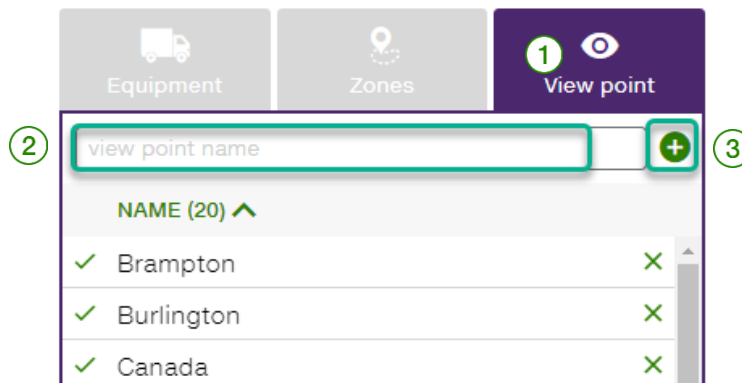 1
Equipment
Zones
View point
2
view point name
3
NAME (20)
Brampton
Burlington
Canada